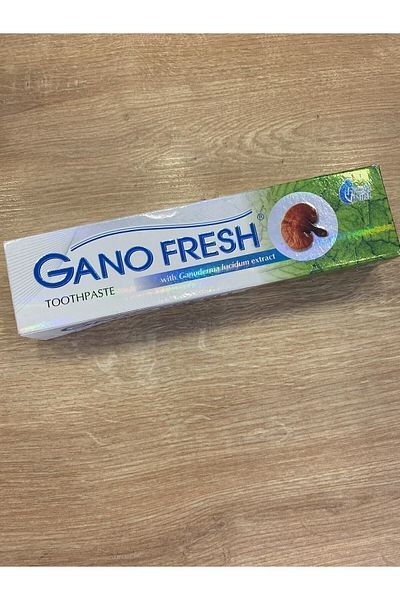 GANO FRESH®
with Ganoderma lucidum extract
TOOTHPASTE